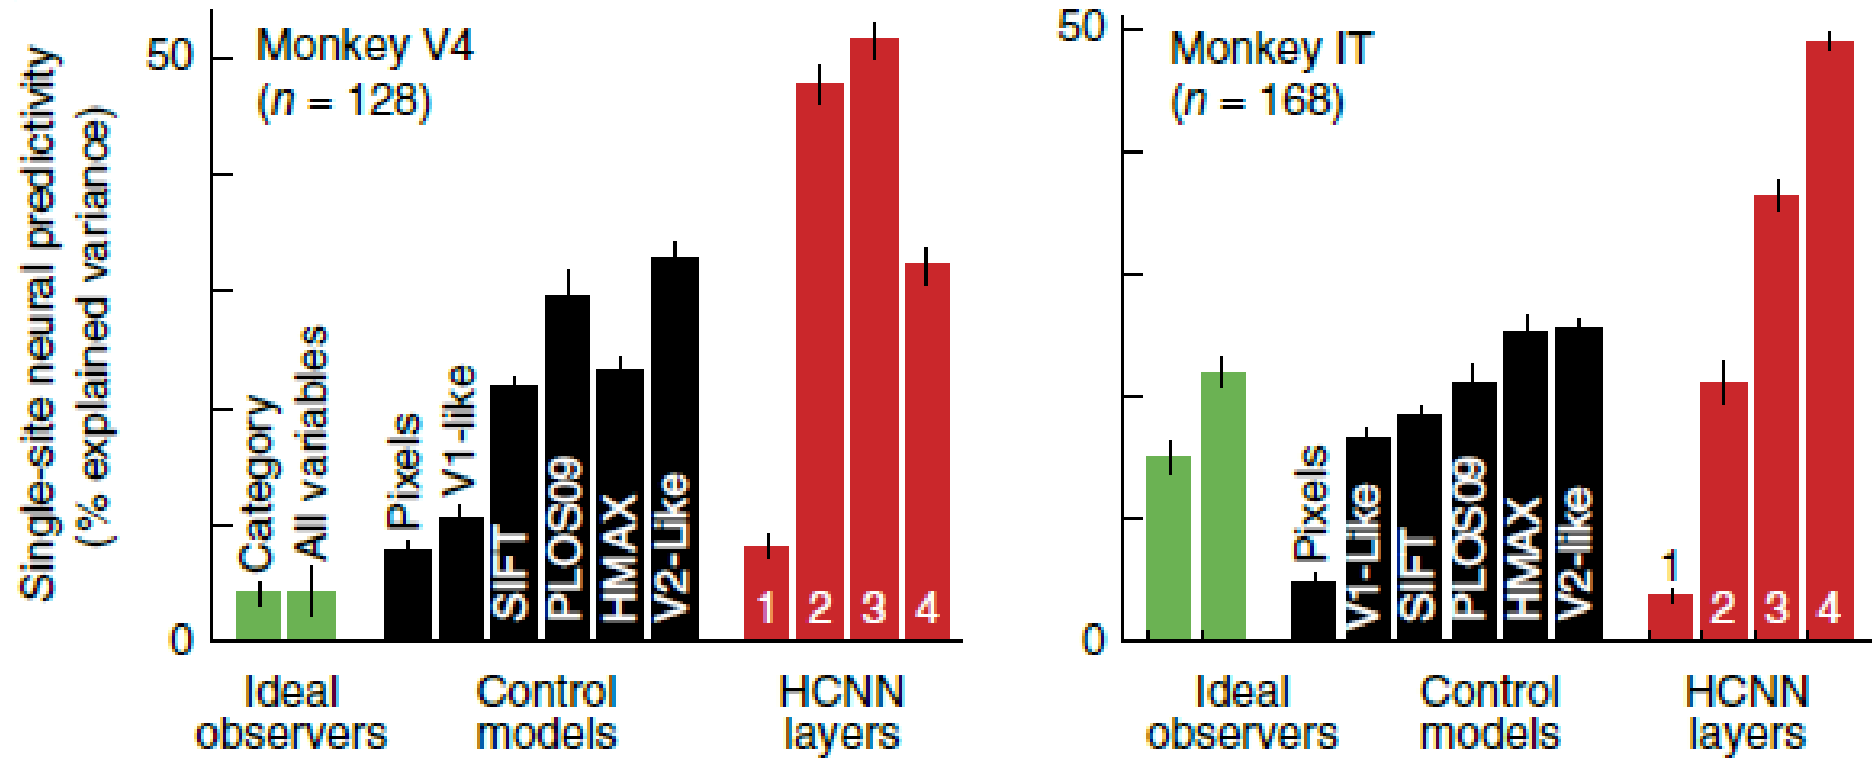 Single-site neural predictivity
(% explained variance)
50
0
Monkey V4
(n = 128)
Category
All variables
Pixels
V1-like
SIFT
PLOS09
HMAX
V2-Like
1
2
3
4
Ideal
observers
Control
models
HCNN
layers
50
0
Monkey IT
(n = 168)
Pixels
V1-Like
SIFT
PLOS09
HMAX
V2-like
1
2
3
4
Ideal
observers
Control
models
HCNN
layers